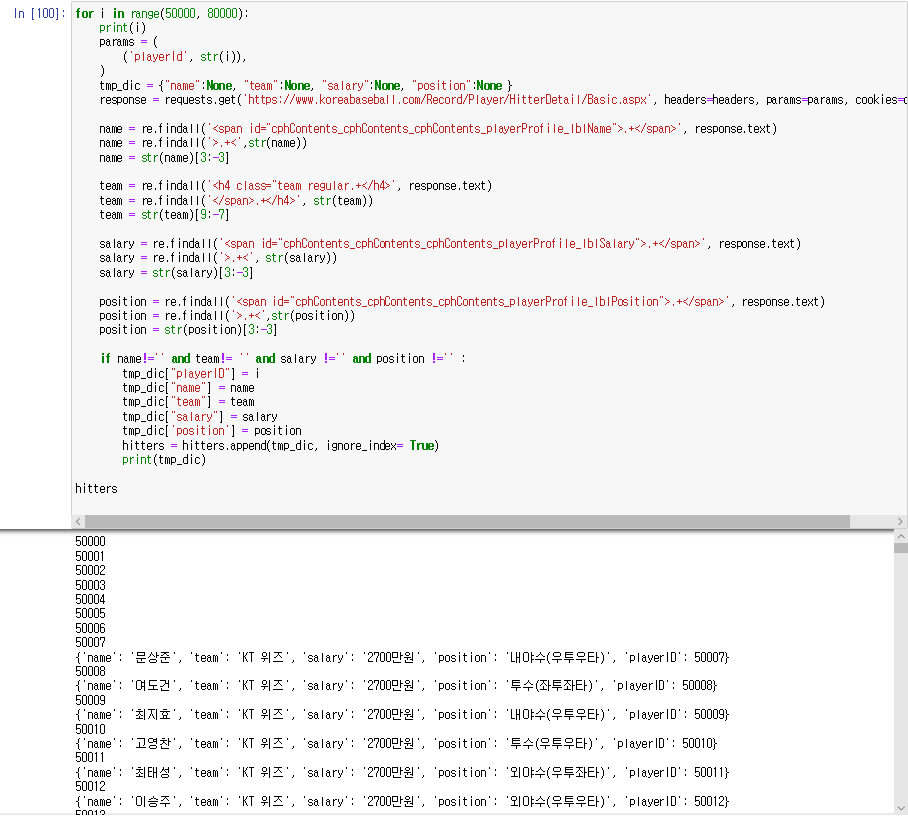 In [100]: for i in range(50000, 80000):
    print(i)
    params = (
        ('playerId', str(i)),
    )
    tmp_dic = {"name":None, "team":None, "salary":None, "position":None }
    response = requests.get('https://www.koreabaseball.com/Record/Player/HitterDetail/Basic.aspx', headers=headers, params=params, cookies=c

    name = re.findall('<span id="cphContents_cphContents_cphContents_playerProfile_lblName">.+</span>', response.text)
    name = re.findall('>.+<',str(name))
    name = str(name)[3:-3]

    team = re.findall('<h4 class="team regular.+</h4>', response.text)
    team = re.findall('</span>.+</h4>', str(team))
    team = str(team)[9:-7]

    salary = re.findall('<span id="cphContents_cphContents_cphContents_playerProfile_lblSalary">.+</span>', response.text)
    salary = re.findall('>.+<', str(salary))
    salary = str(salary)[3:-3]

    position = re.findall('<span id="cphContents_cphContents_cphContents_playerProfile_lblPosition">.+</span>', response.text)
    position = re.findall('>.+<',str(position))
    position = str(position)[3:-3]

    if name!='' and team!= '' and salary !='' and position !='' :
        tmp_dic["playerID"] = i
        tmp_dic["name"] = name
        tmp_dic["team"] = team
        tmp_dic["salary"] = salary
        tmp_dic['position'] = position
        hitters = hitters.append(tmp_dic, ignore_index= True)
        print(tmp_dic)

hitters
50000
50001
50002
50003
50004
50005
50006
50007
{'name': '문상준', 'team': 'KT 위즈', 'salary': '2700만원', 'position': '내야수(우투우타)', 'playerID': 50007}
50008
{'name': '여도건', 'team': 'KT 위즈', 'salary': '2700만원', 'position': '투수(좌투좌타)', 'playerID': 50008}
50009
{'name': '최지효', 'team': 'KT 위즈', 'salary': '2700만원', 'position': '내야수(우투우타)', 'playerID': 50009}
50010
{'name': '고영찬', 'team': 'KT 위즈', 'salary': '2700만원', 'position': '투수(우투우타)', 'playerID': 50010}
50011
{'name': '최태성', 'team': 'KT 위즈', 'salary': '2700만원', 'position': '외야수(우투좌타)', 'playerID': 50011}
50012
{'name': '이승주', 'team': 'KT 위즈', 'salary': '2700만원', 'position': '외야수(우투우타)', 'playerID': 50012}
50013